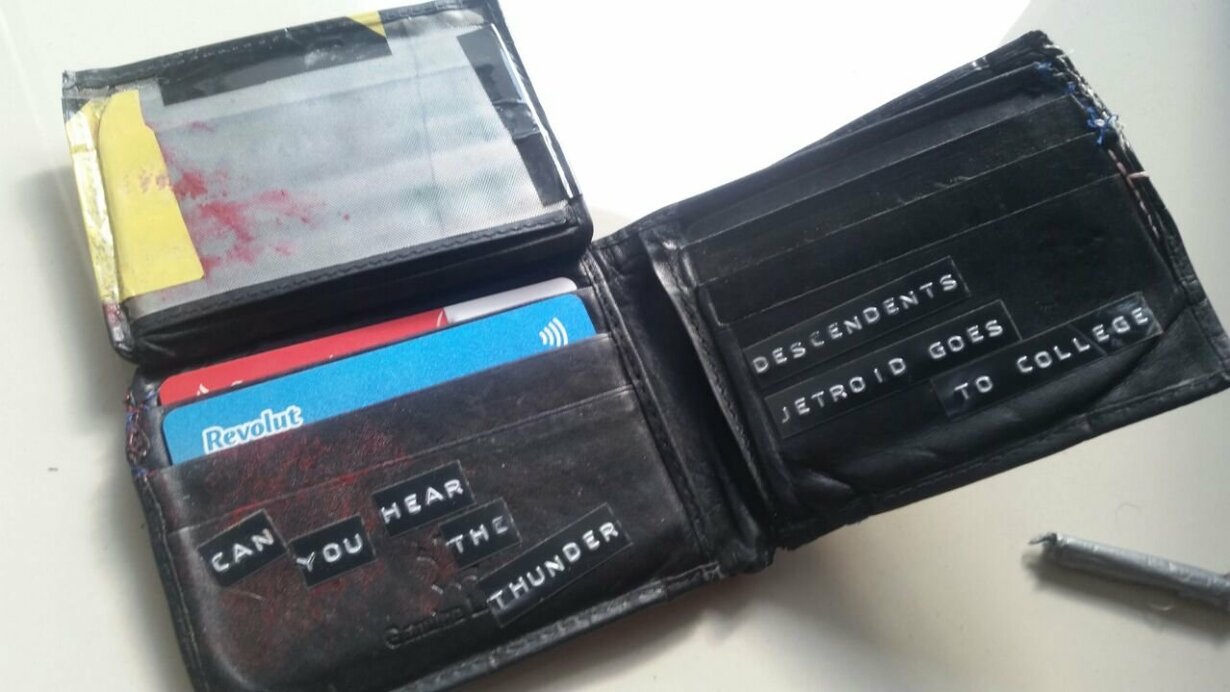 Revolut
CAN YOU HEAR
THE
THUNDER
DESCENDENTS
JETROID GOES
TO COLLEGE